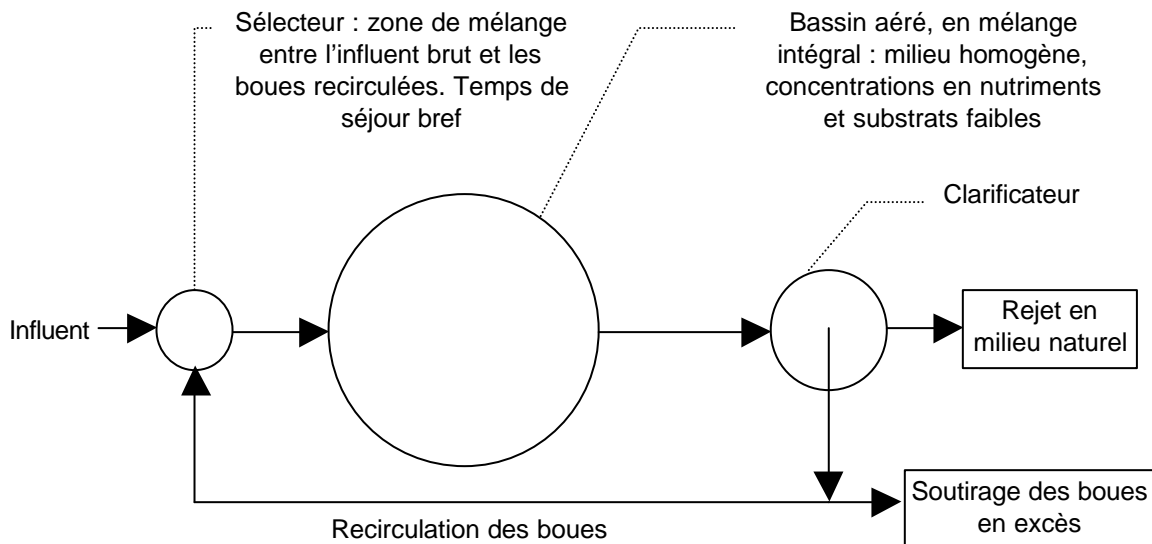 Sélecteur : zone de mélange
entre l’influent brut et les
boues recirculées. Temps de
séjour bref
Bassin aéré, en mélange
intégral : milieu homogène,
concentrations en nutriments
et substrats faibles
Clarificateur
Influent
Rejet en
milieu naturel
Recirculation des boues
Soutirage des boues
en excès